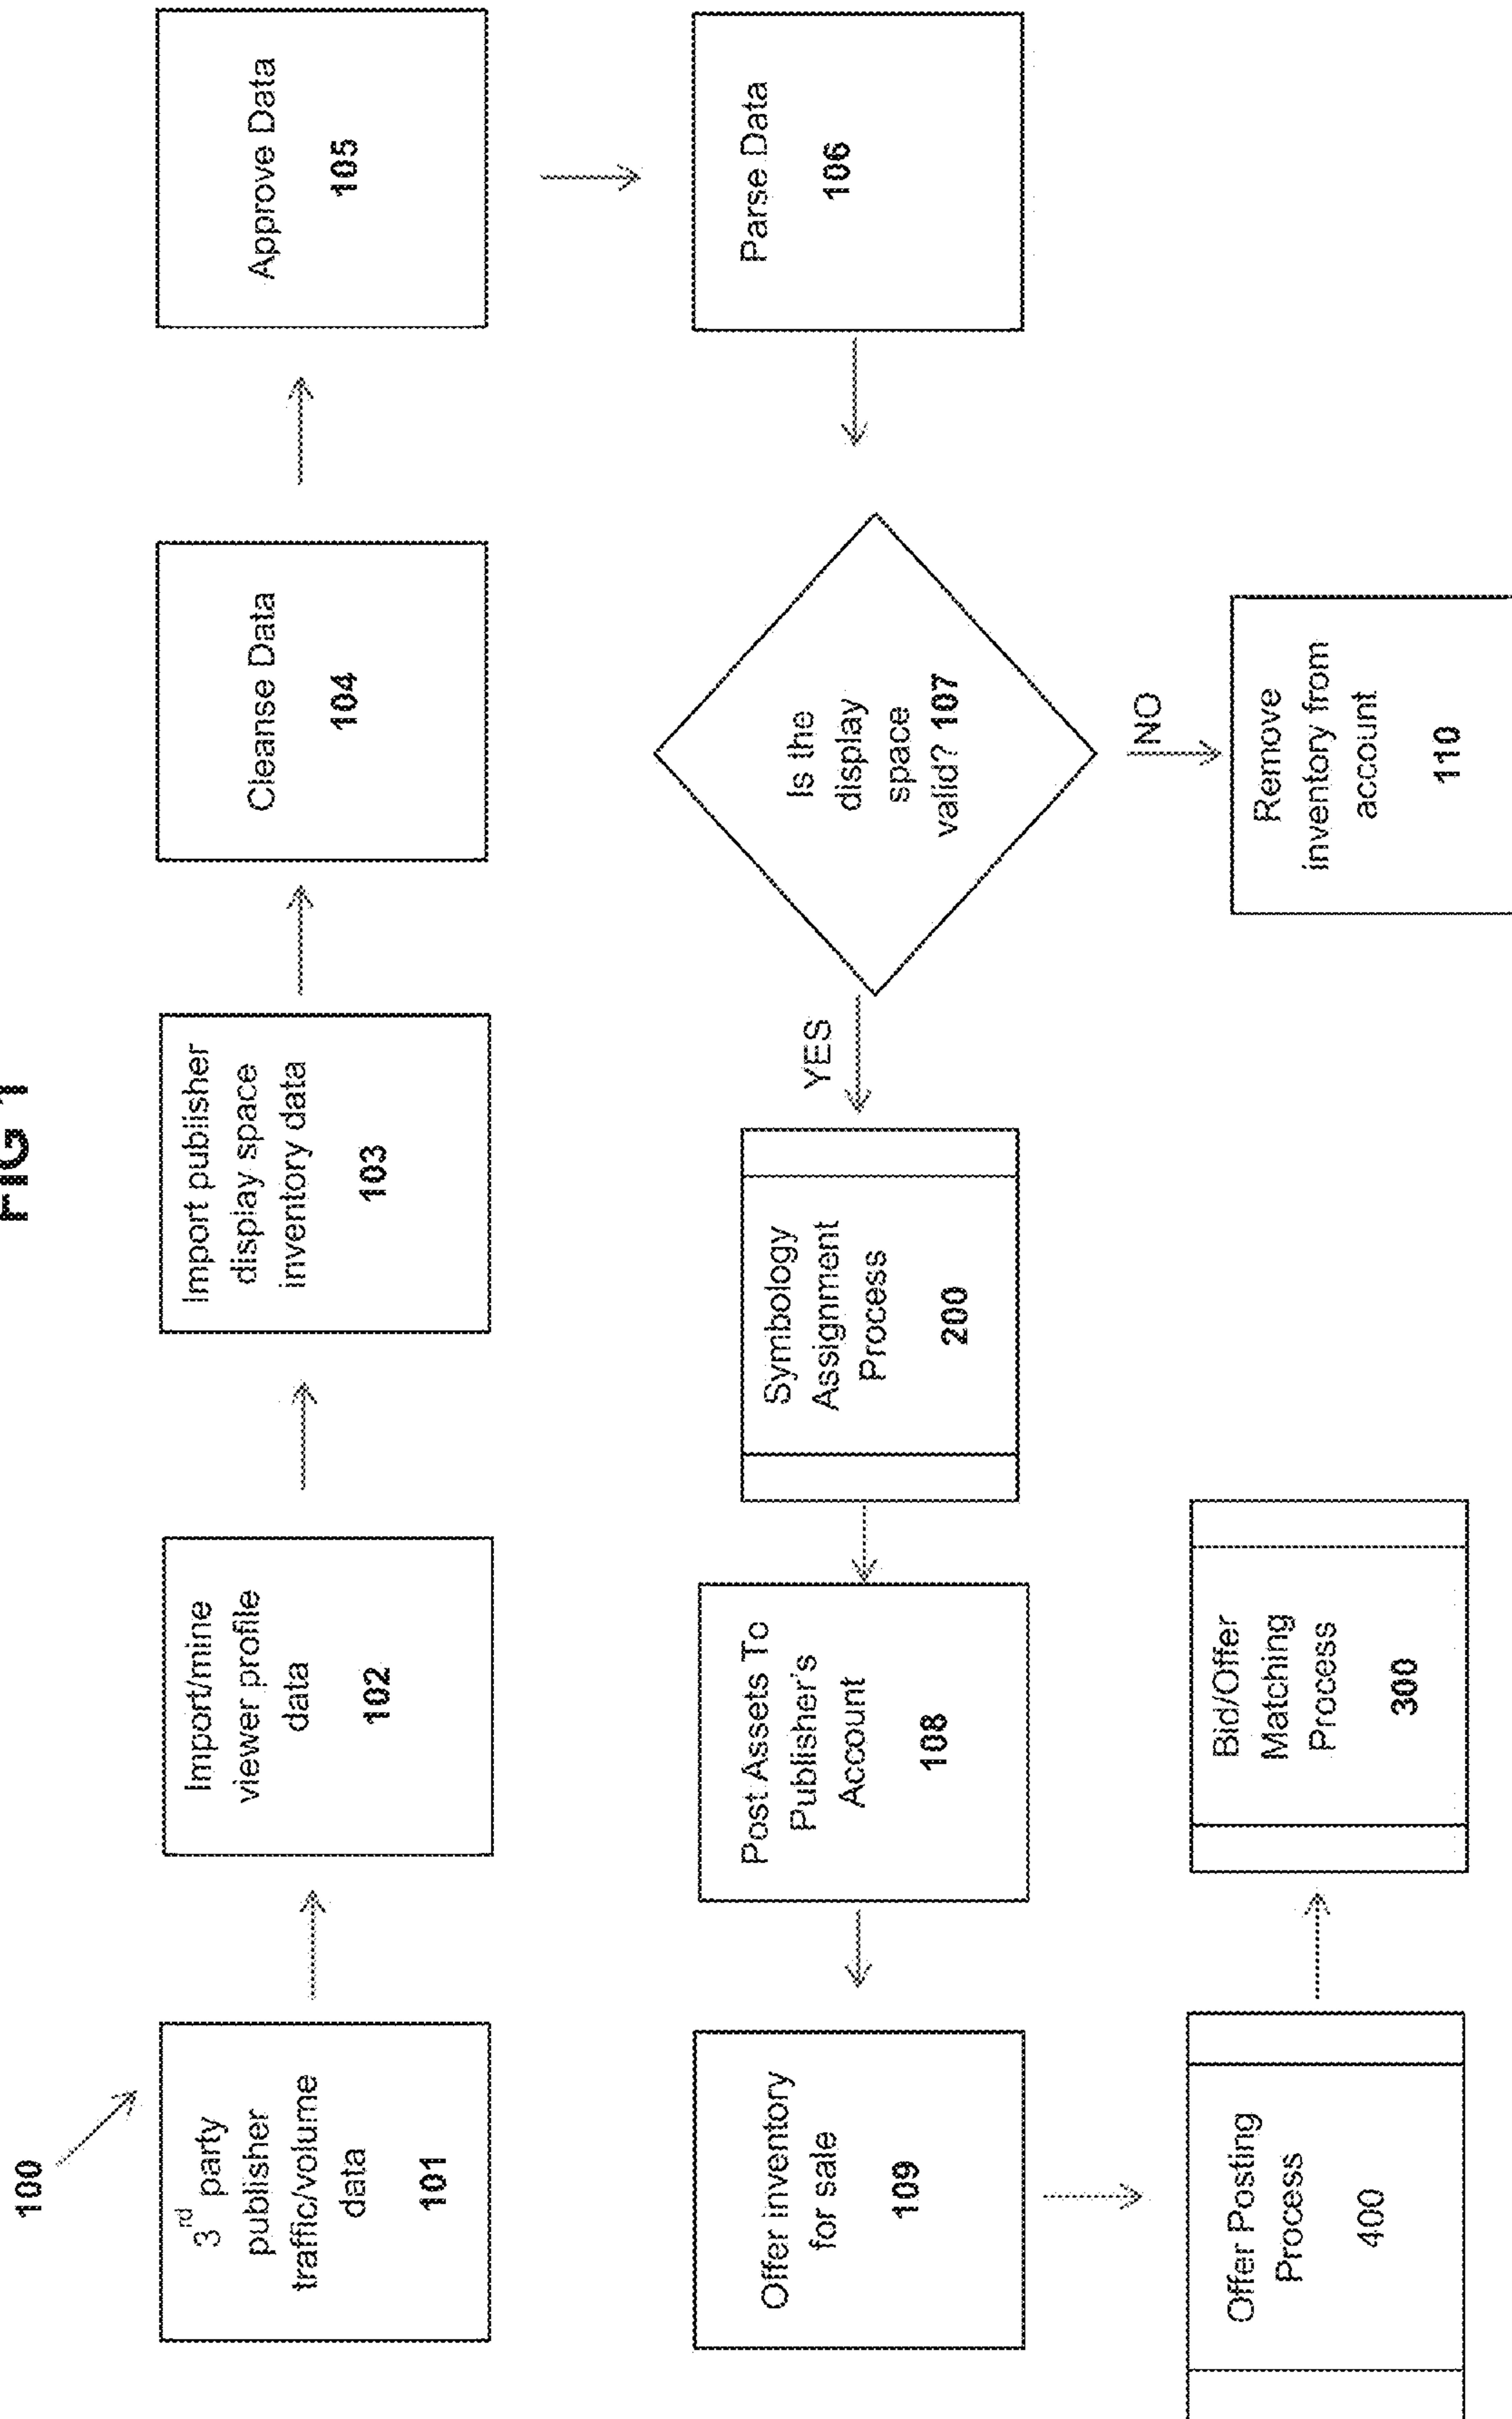 FIG 1
100
3rd party
publisher
traffic/volume
data
101
Import/mine
viewer profile
data
102
Import publisher
display space
inventory data
103
Cleanse Data
104
Approve Data
105
Parse Data
106
Is the
display
space
valid? 107
YES
NO
Remove
inventory from
account
110
Symbology
Assignment
Process
200
Post Assets To
Publisher's
Account
108
Offer inventory
for sale
109
Offer Posting
Process
400
Bid/Offer
Matching
Process
300